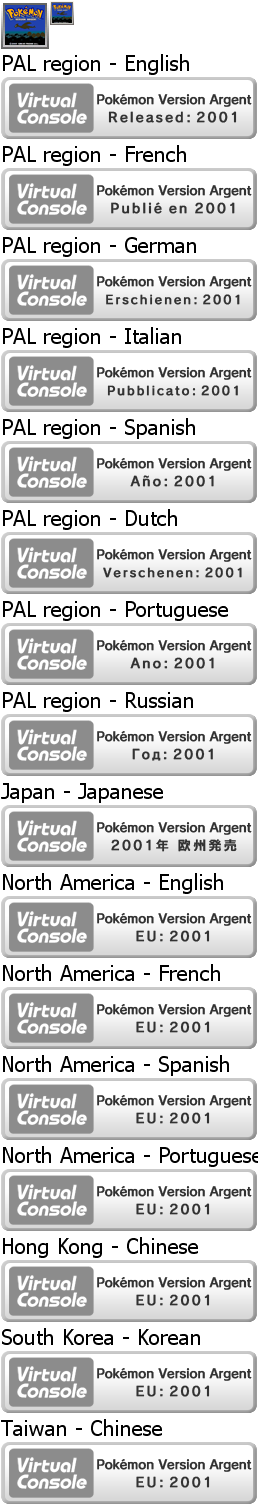 PoKéMoN
PAL region - English
Virtual Console
Pokémon Version Argent
Released: 2001
PAL region - French
Virtual Console
Pokémon Version Argent
Publié en 2001
PAL region - German
Virtual Console
Pokémon Version Argent
Erschienen: 2001
PAL region - Italian
Virtual Console
Pokémon Version Argent
Pubblicato: 2001
PAL region - Spanish
Virtual Console
Pokémon Version Argent
Año: 2001
PAL region - Dutch
Virtual Console
Pokémon Version Argent
Verschenen: 2001
PAL region - Portuguese
Virtual Console
Pokémon Version Argent
Ano: 2001
PAL region - Russian
Virtual Console
Pokémon Version Argent
Год: 2001
Japan - Japanese
Virtual Console
Pokémon Version Argent
2001年 欧州発売
North America - English
Virtual Console
Pokémon Version Argent
EU: 2001
North America - French
Virtual Console
Pokémon Version Argent
EU: 2001
North America - Spanish
Virtual Console
Pokémon Version Argent
EU: 2001
North America - Portuguese
Virtual Console
Pokémon Version Argent
EU: 2001
Hong Kong - Chinese
Virtual Console
Pokémon Version Argent
EU: 2001
South Korea - Korean
Virtual Console
Pokémon Version Argent
EU: 2001
Taiwan - Chinese
Virtual Console
Pokémon Version Argent
EU: 2001